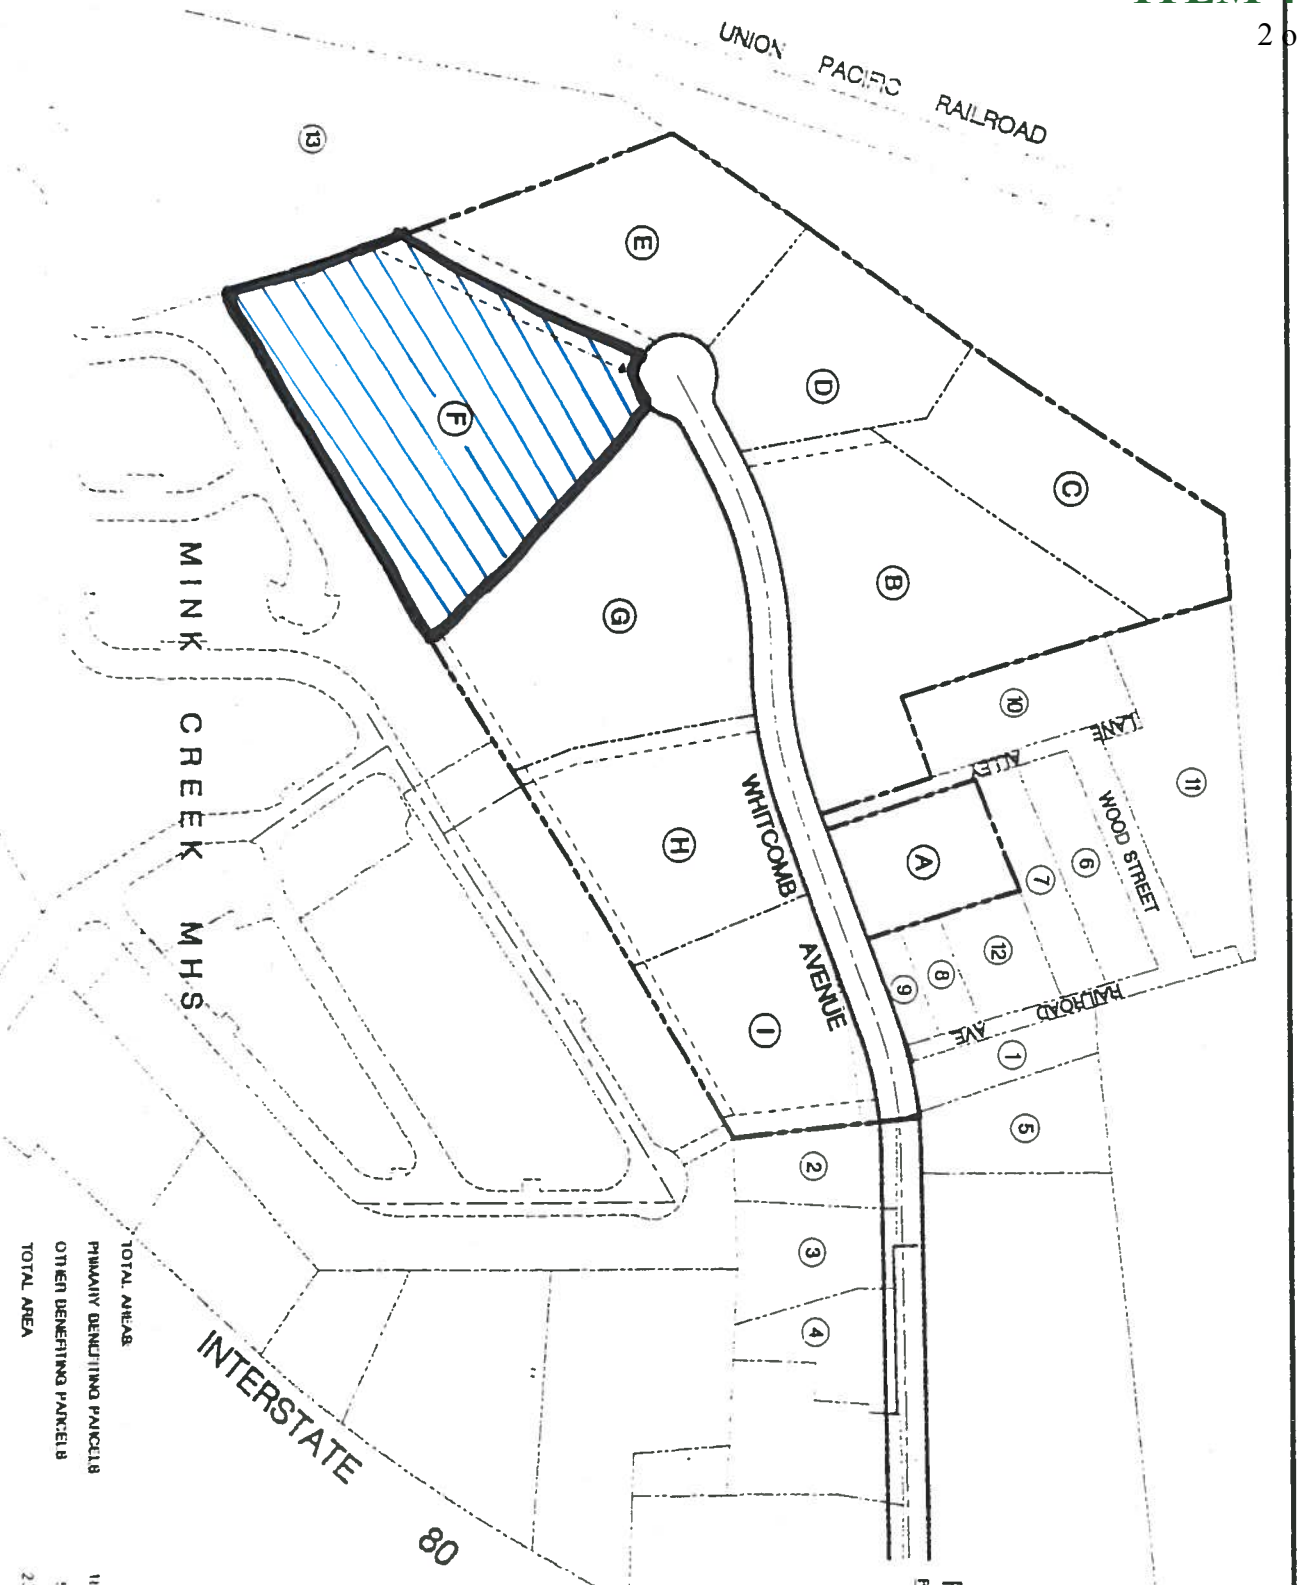 2 o
UNION PACIFIC RAILROAD
13
E
D
C
F
B
G
10
LANE
ALLEY
11
WOOD STREET
MINK CREEK MHS
WHITCOMB
AVENUE
H
A
7
6
12
8
9
RAILROAD
AVE
I
1
5
2
3
4
INTERSTATE
80
TOTAL AREAS:
PRIMARY BENEFITING PARCELS
OTHER BENEFITING PARCELS
TOTAL AREA